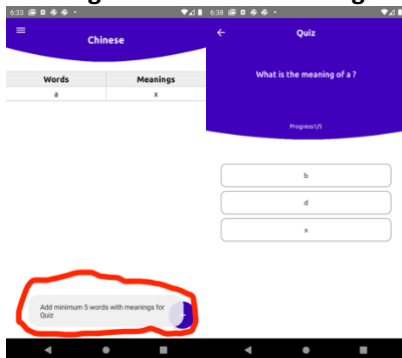 6:33
6:38
Chinese
Quiz
Words Meanings
a x
What is the meaning of a ?
Progress1/5
b
d
x
Add minimum 5 words with meanings for
Quiz